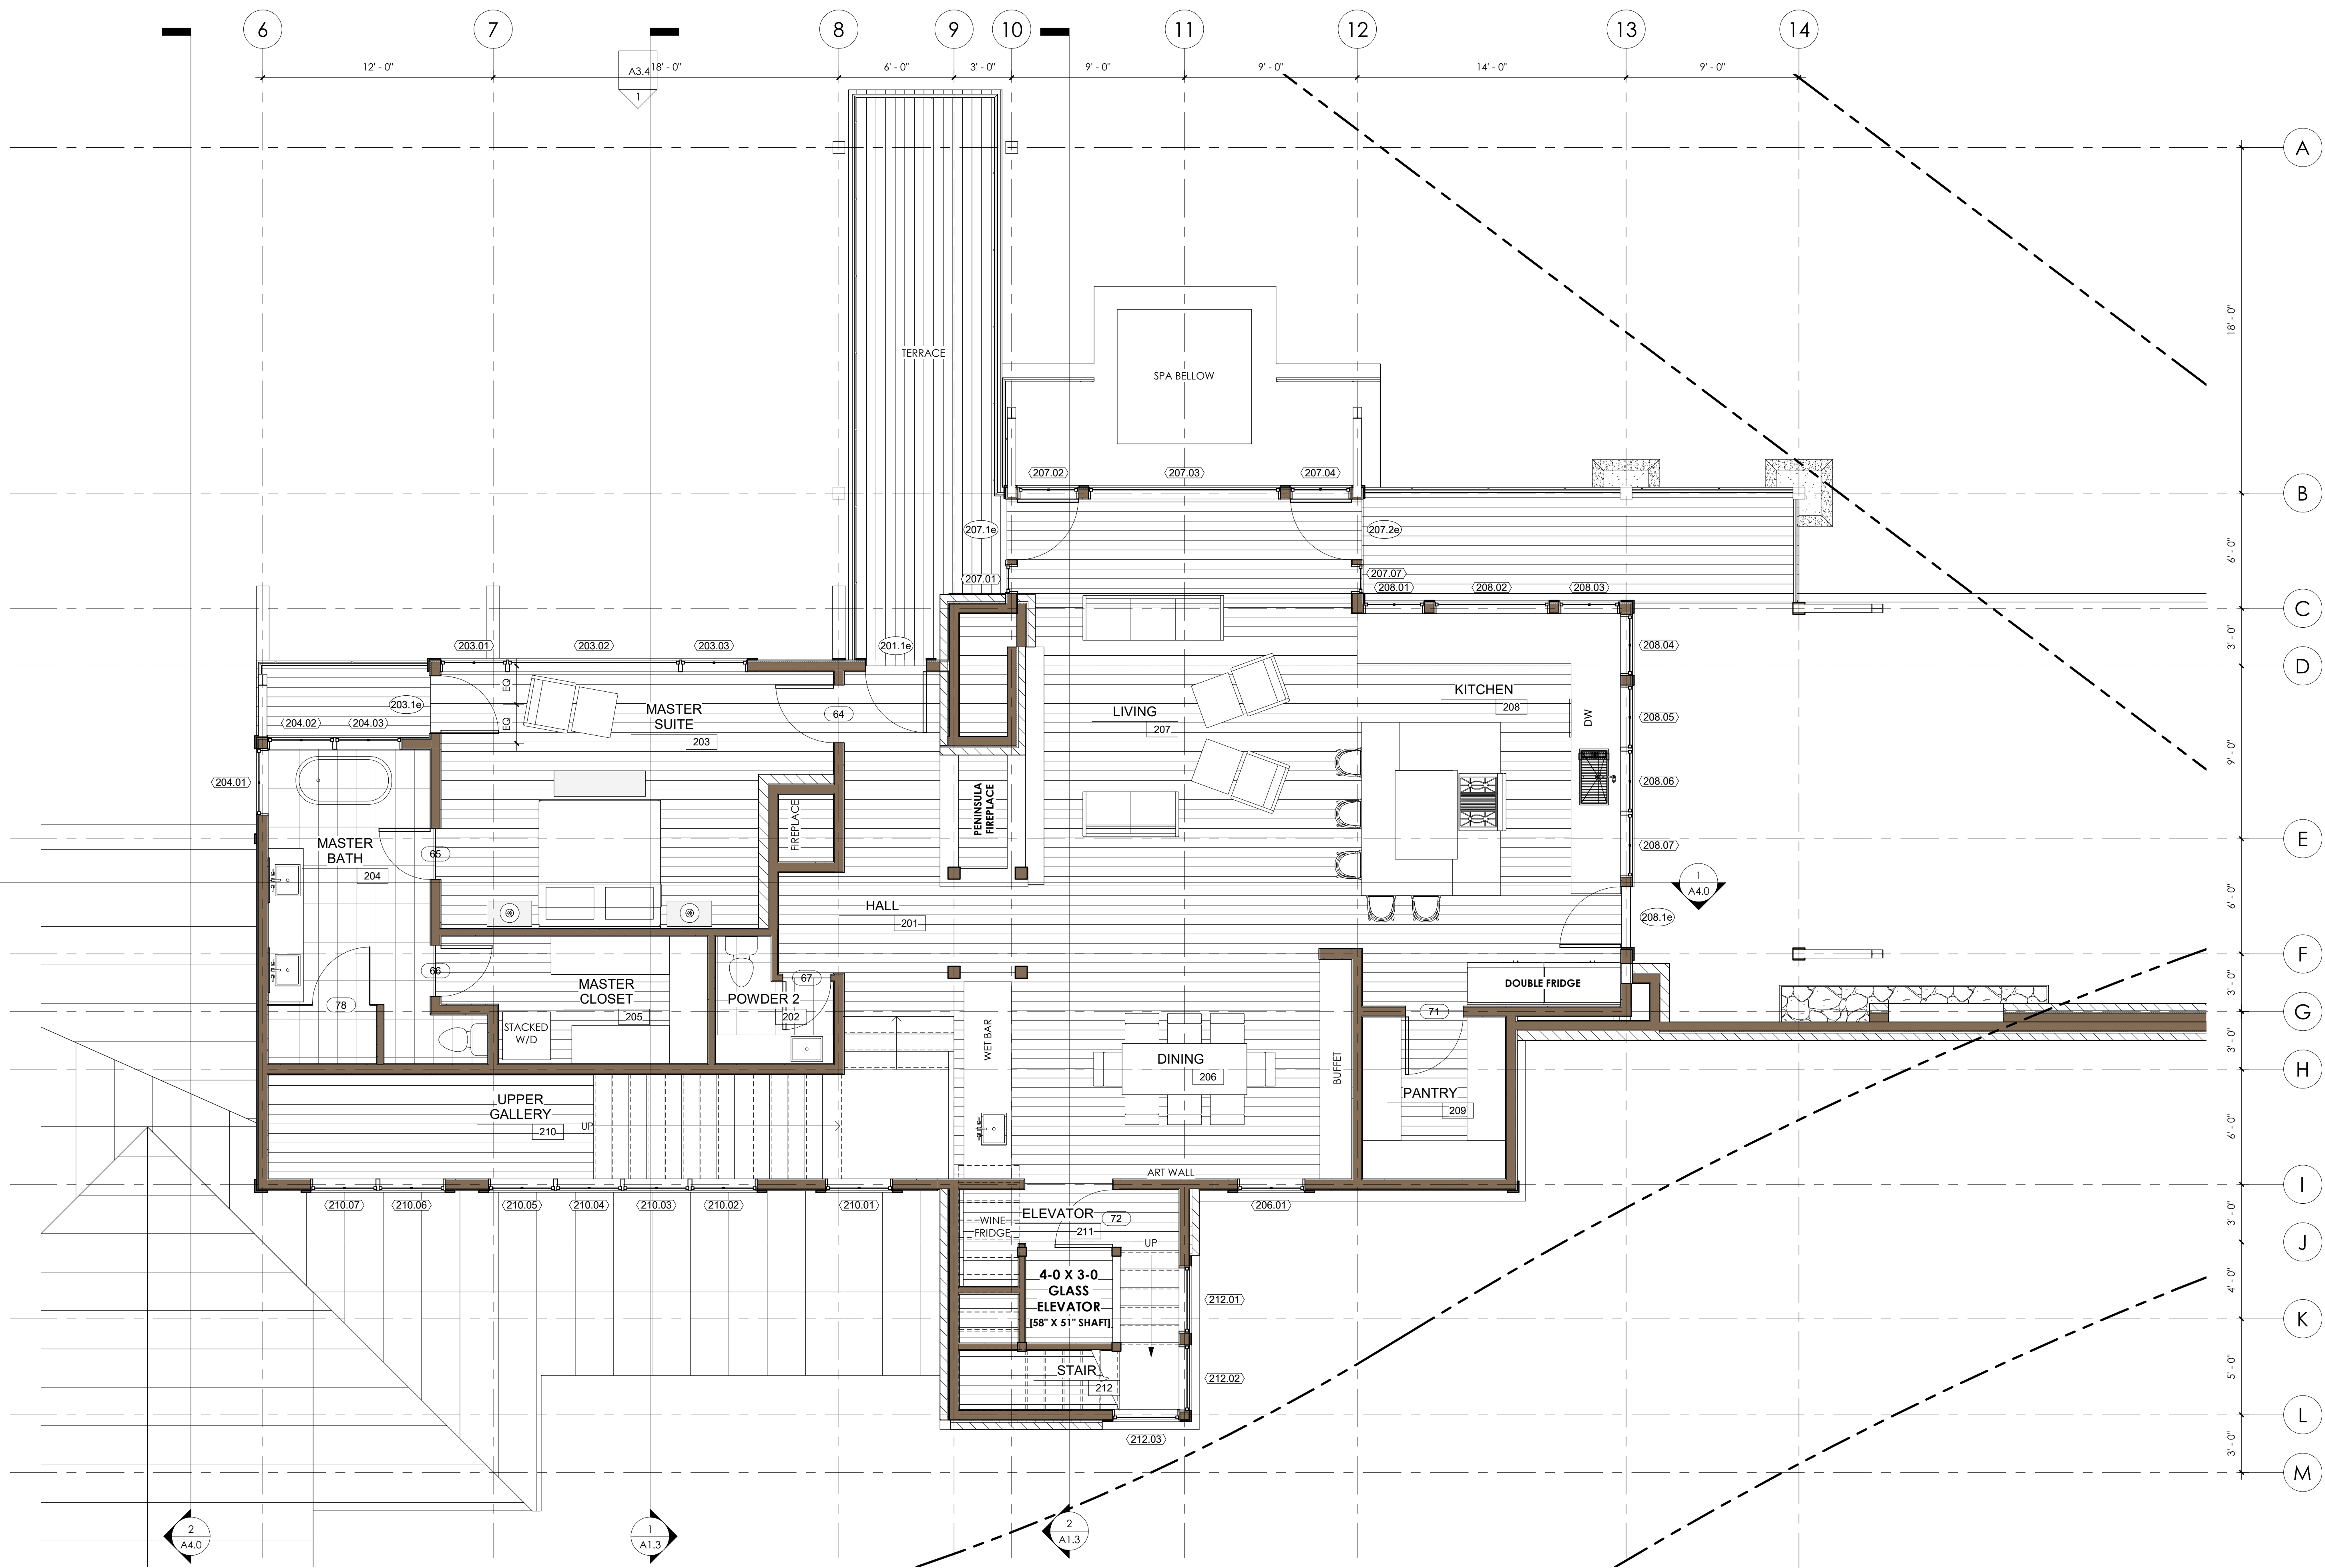 6
7
8
9
10
11
12
13
14
12' - 0"
18' - 0"
6' - 0"
3' - 0"
9' - 0"
9' - 0"
14' - 0"
9' - 0"
A3.4
1
A
18' - 0"
TERRACE
SPA BELLOW
207.02
207.03
207.04
B
207.1e
207.2e
6' - 0"
207.01
207.07
208.01
208.02
208.03
C
203.01
203.02
203.03
201.1e
208.04
3' - 0"
D
EQ
EQ
203.1e
204.02
204.03
MASTER
SUITE
203
64
LIVING
207
KITCHEN
208
DW
208.05
9' - 0"
204.01
208.06
PENINSULA
FIREPLACE
FIREPLACE
MASTER
BATH
204
65
208.07
E
1
A4.0
HALL
201
208.1e
6' - 0"
F
66
67
78
MASTER
CLOSET
205
POWDER 2
202
DOUBLE FRIDGE
3' - 0"
G
71
STACKED
W/D
WET BAR
DINING
206
BUFFET
3' - 0"
H
PANTRY
209
UPPER
GALLERY
210
UP
6' - 0"
ART WALL
I
210.07
210.06
210.05
210.04
210.03
210.02
210.01
206.01
WINE
FRIDGE
ELEVATOR
211
72
3' - 0"
UP
J
4-0 X 3-0
GLASS
ELEVATOR
[58" X 51" SHAFT]
212.01
4' - 0"
K
STAIR
212
212.02
5' - 0"
L
212.03
3' - 0"
M
2
A4.0
1
A1.3
2
A1.3